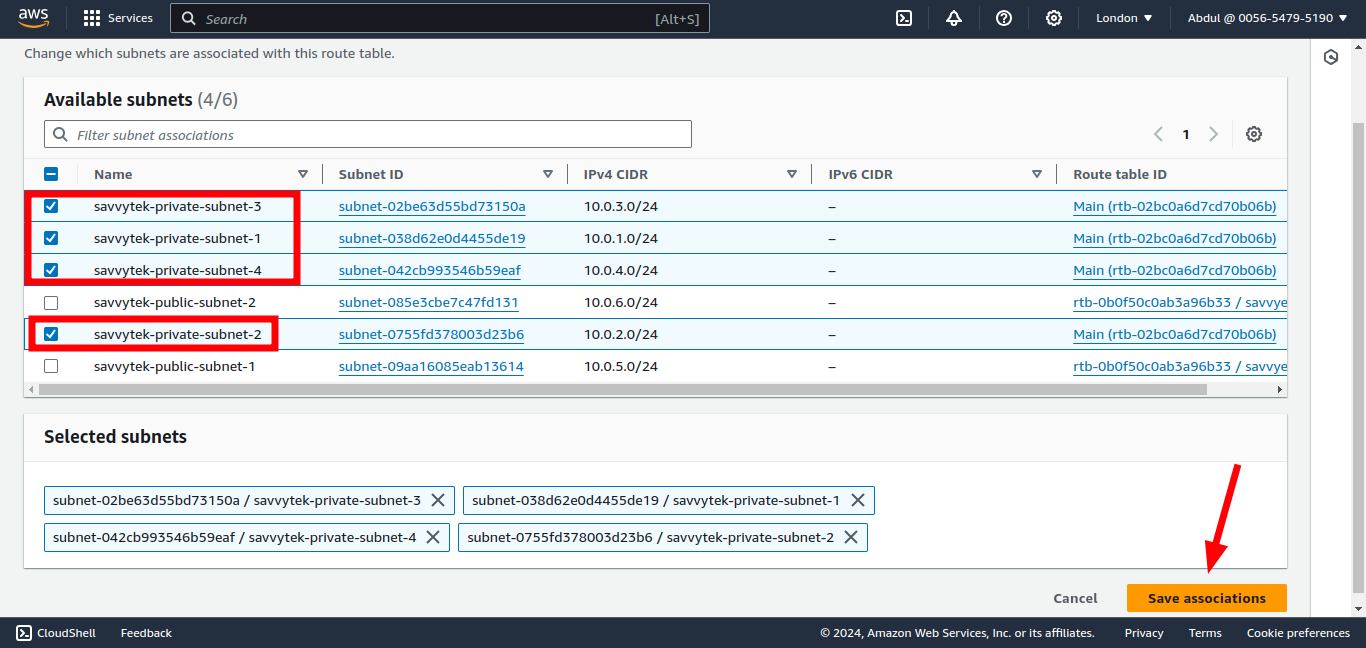 aws Services Search [Alt+S] London Abdul @ 0056-5479-5190
Change which subnets are associated with this route table.
Available subnets (4/6)
Filter subnet associations 1
Name Subnet ID IPv4 CIDR IPv6 CIDR Route table ID
savvytek-private-subnet-3 subnet-02be63d55bd73150a 10.0.3.0/24 – Main (rtb-02bc0a6d7cd70b06b)
savvytek-private-subnet-1 subnet-038d62e0d4455de19 10.0.1.0/24 – Main (rtb-02bc0a6d7cd70b06b)
savvytek-private-subnet-4 subnet-042cb993546b59eaf 10.0.4.0/24 – Main (rtb-02bc0a6d7cd70b06b)
savvytek-public-subnet-2 subnet-085e3cbe7c47fd131 10.0.6.0/24 – rtb-0b0f50c0ab3a96b33 / savvye
savvytek-private-subnet-2 subnet-0755fd378003d23b6 10.0.2.0/24 – Main (rtb-02bc0a6d7cd70b06b)
savvytek-public-subnet-1 subnet-09aa16085eab13614 10.0.5.0/24 – rtb-0b0f50c0ab3a96b33 / savvye
Selected subnets
subnet-02be63d55bd73150a / savvytek-private-subnet-3 subnet-038d62e0d4455de19 / savvytek-private-subnet-1
subnet-042cb993546b59eaf / savvytek-private-subnet-4 subnet-0755fd378003d23b6 / savvytek-private-subnet-2
Cancel Save associations
CloudShell Feedback © 2024, Amazon Web Services, Inc. or its affiliates. Privacy Terms Cookie preferences